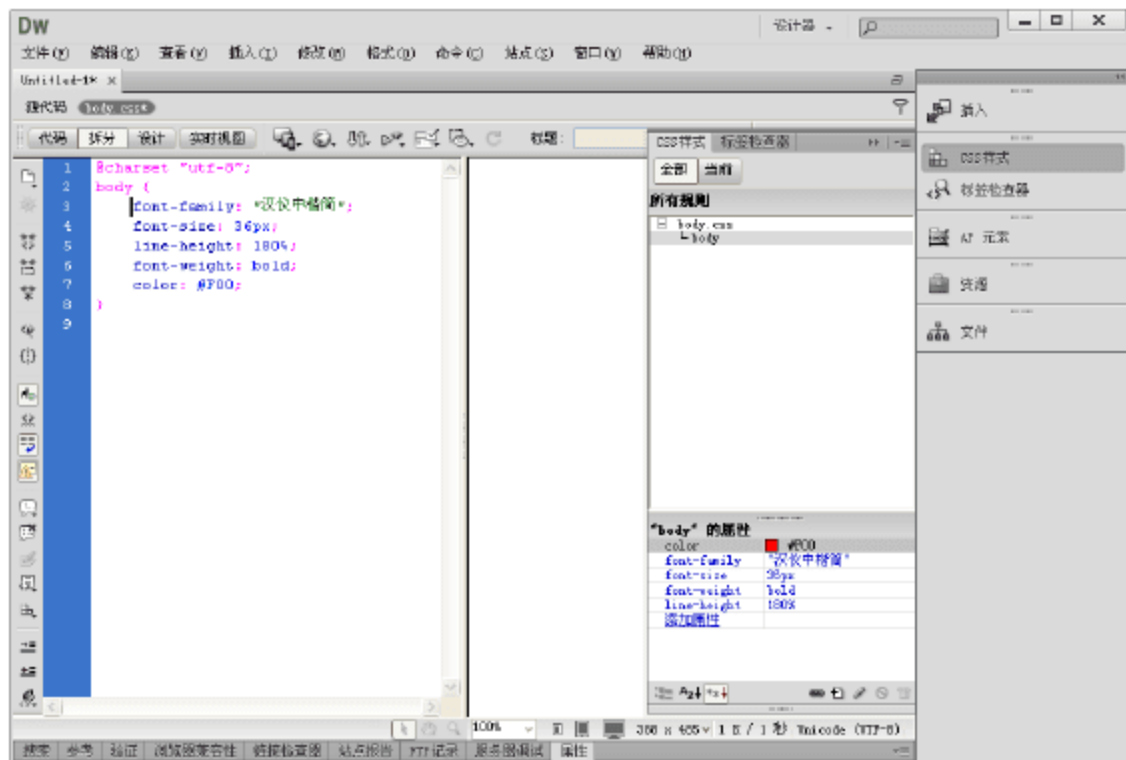 Dw 设计器
文件(F) 编辑(E) 查看(V) 插入(I) 修改(M) 格式(O) 命令(C) 站点(S) 窗口(W) 帮助(H)
Untitled-1* ×
源代码 body.css*
代码 拆分 设计 实时视图 标题:
1 @charset "utf-8";
2 body {
3 font-family: "汉仪中楷简";
4 font-size: 36px;
5 line-height: 180%;
6 font-weight: bold;
7 color: #F00;
8 }
9
CSS样式 标签检查器
全部 当前
所有规则
body.css
body
"body" 的属性
color #F00
font-family "汉仪中楷简"
font-size 36px
font-weight bold
line-height 180%
添加属性
插入
CSS样式
标签检查器
AP 元素
资源
文件
100% 1 K / 1 秒 Unicode (UTF-8)
搜索 参考 验证 浏览器兼容性 链接检查器 站点报告 FTP记录 服务器调试 属性